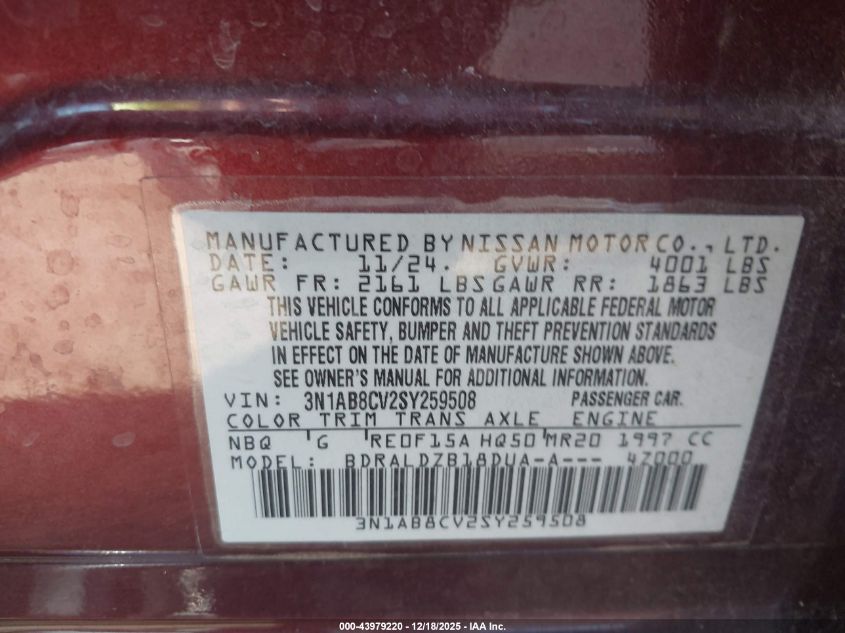 MANUFACTURED BY NISSAN MOTOR CO., LTD.
DATE: 11/24. GVWR: 4001 LBS
GAWR FR: 2161 LBS GAWR RR: 1863 LBS
THIS VEHICLE CONFORMS TO ALL APPLICABLE FEDERAL MOTOR
VEHICLE SAFETY, BUMPER AND THEFT PREVENTION STANDARDS
IN EFFECT ON THE DATE OF MANUFACTURE SHOWN ABOVE.
SEE OWNER'S MANUAL FOR ADDITIONAL INFORMATION.
VIN: 3N1AB8CV2SY259508 PASSENGER CAR.
COLOR TRIM TRANS AXLE ENGINE
NBQ 'G 'RE0F15A HQ50'MR20 1997 CC
MODEL: BDRALDZB18DUA-A--- 4Z000
3N1AB8CV2SY259508
000-43979220 - 12/18/2025 - IAA Inc.